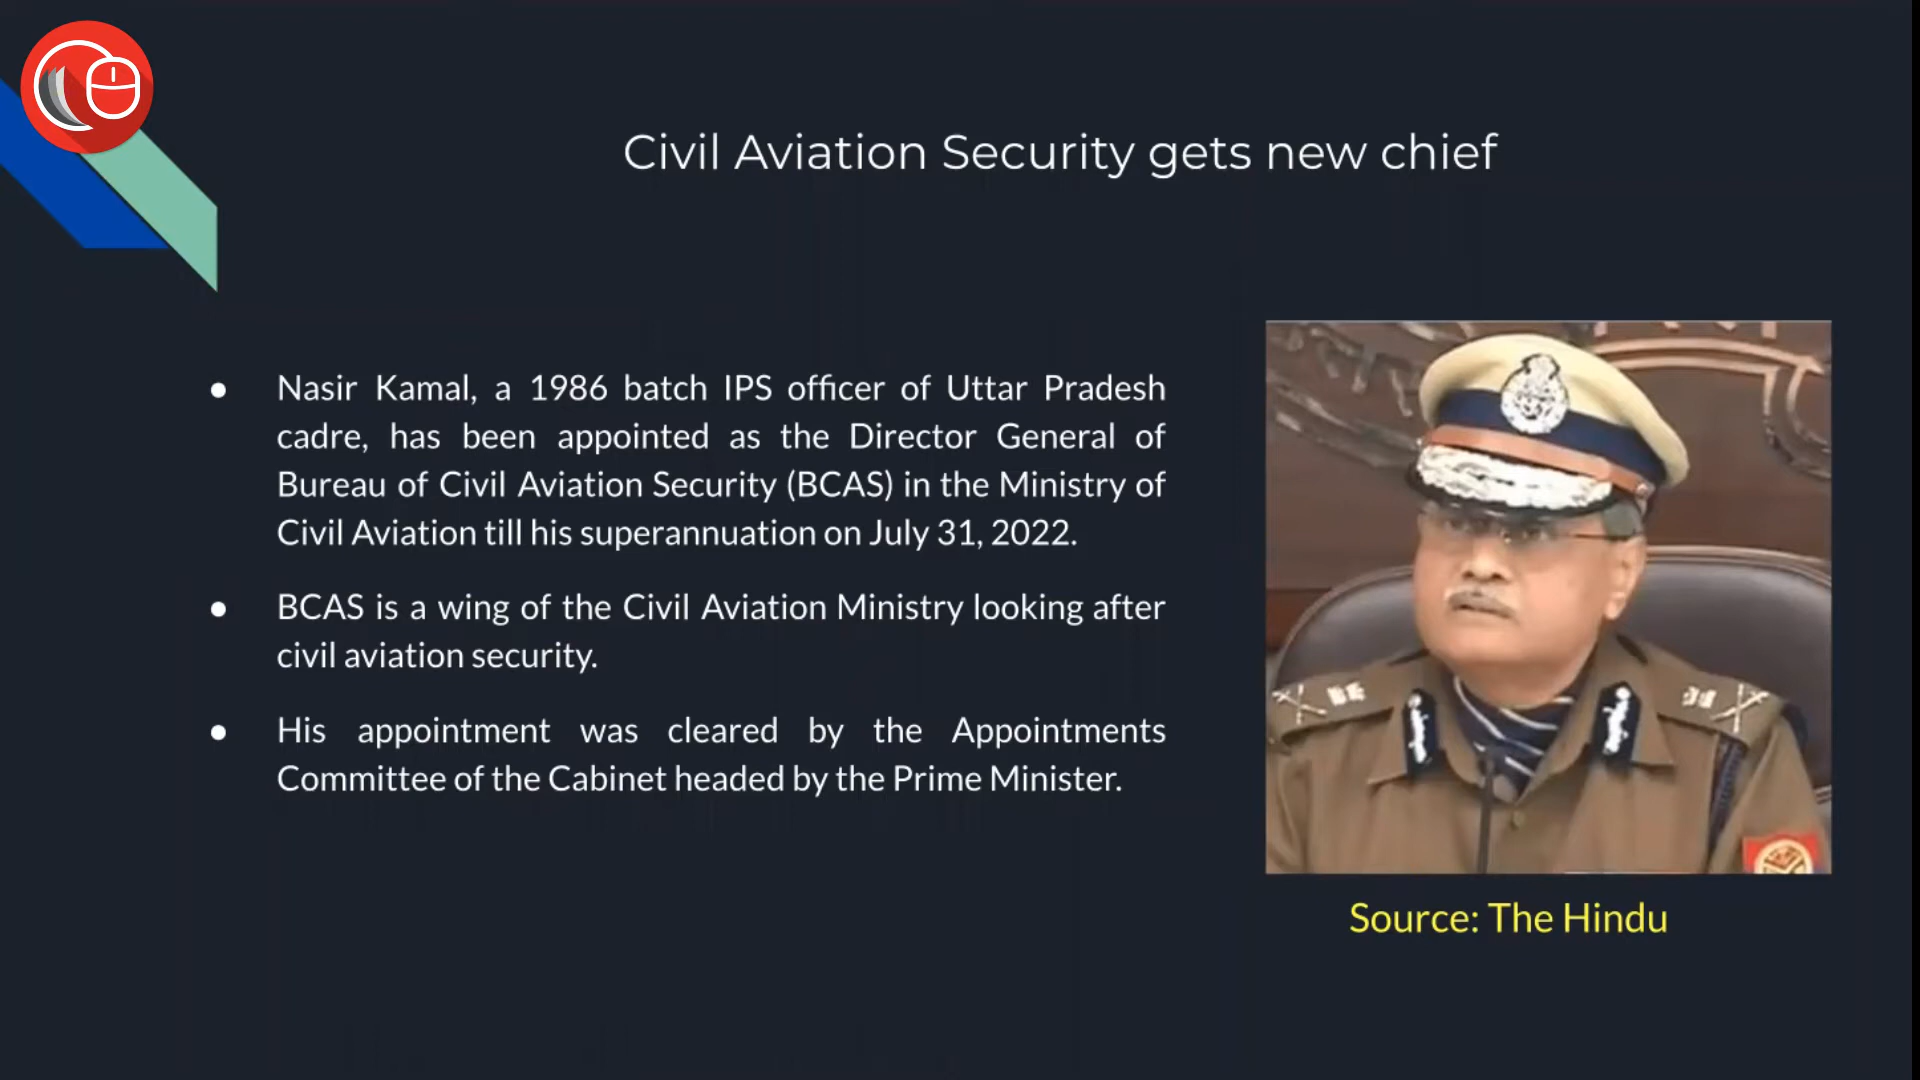 Civil Aviation Security gets new chief
● Nasir Kamal, a 1986 batch IPS officer of Uttar Pradesh
cadre, has been appointed as the Director General of
Bureau of Civil Aviation Security (BCAS) in the Ministry of
Civil Aviation till his superannuation on July 31, 2022.
● BCAS is a wing of the Civil Aviation Ministry looking after
civil aviation security.
● His appointment was cleared by the Appointments
Committee of the Cabinet headed by the Prime Minister.
Source: The Hindu